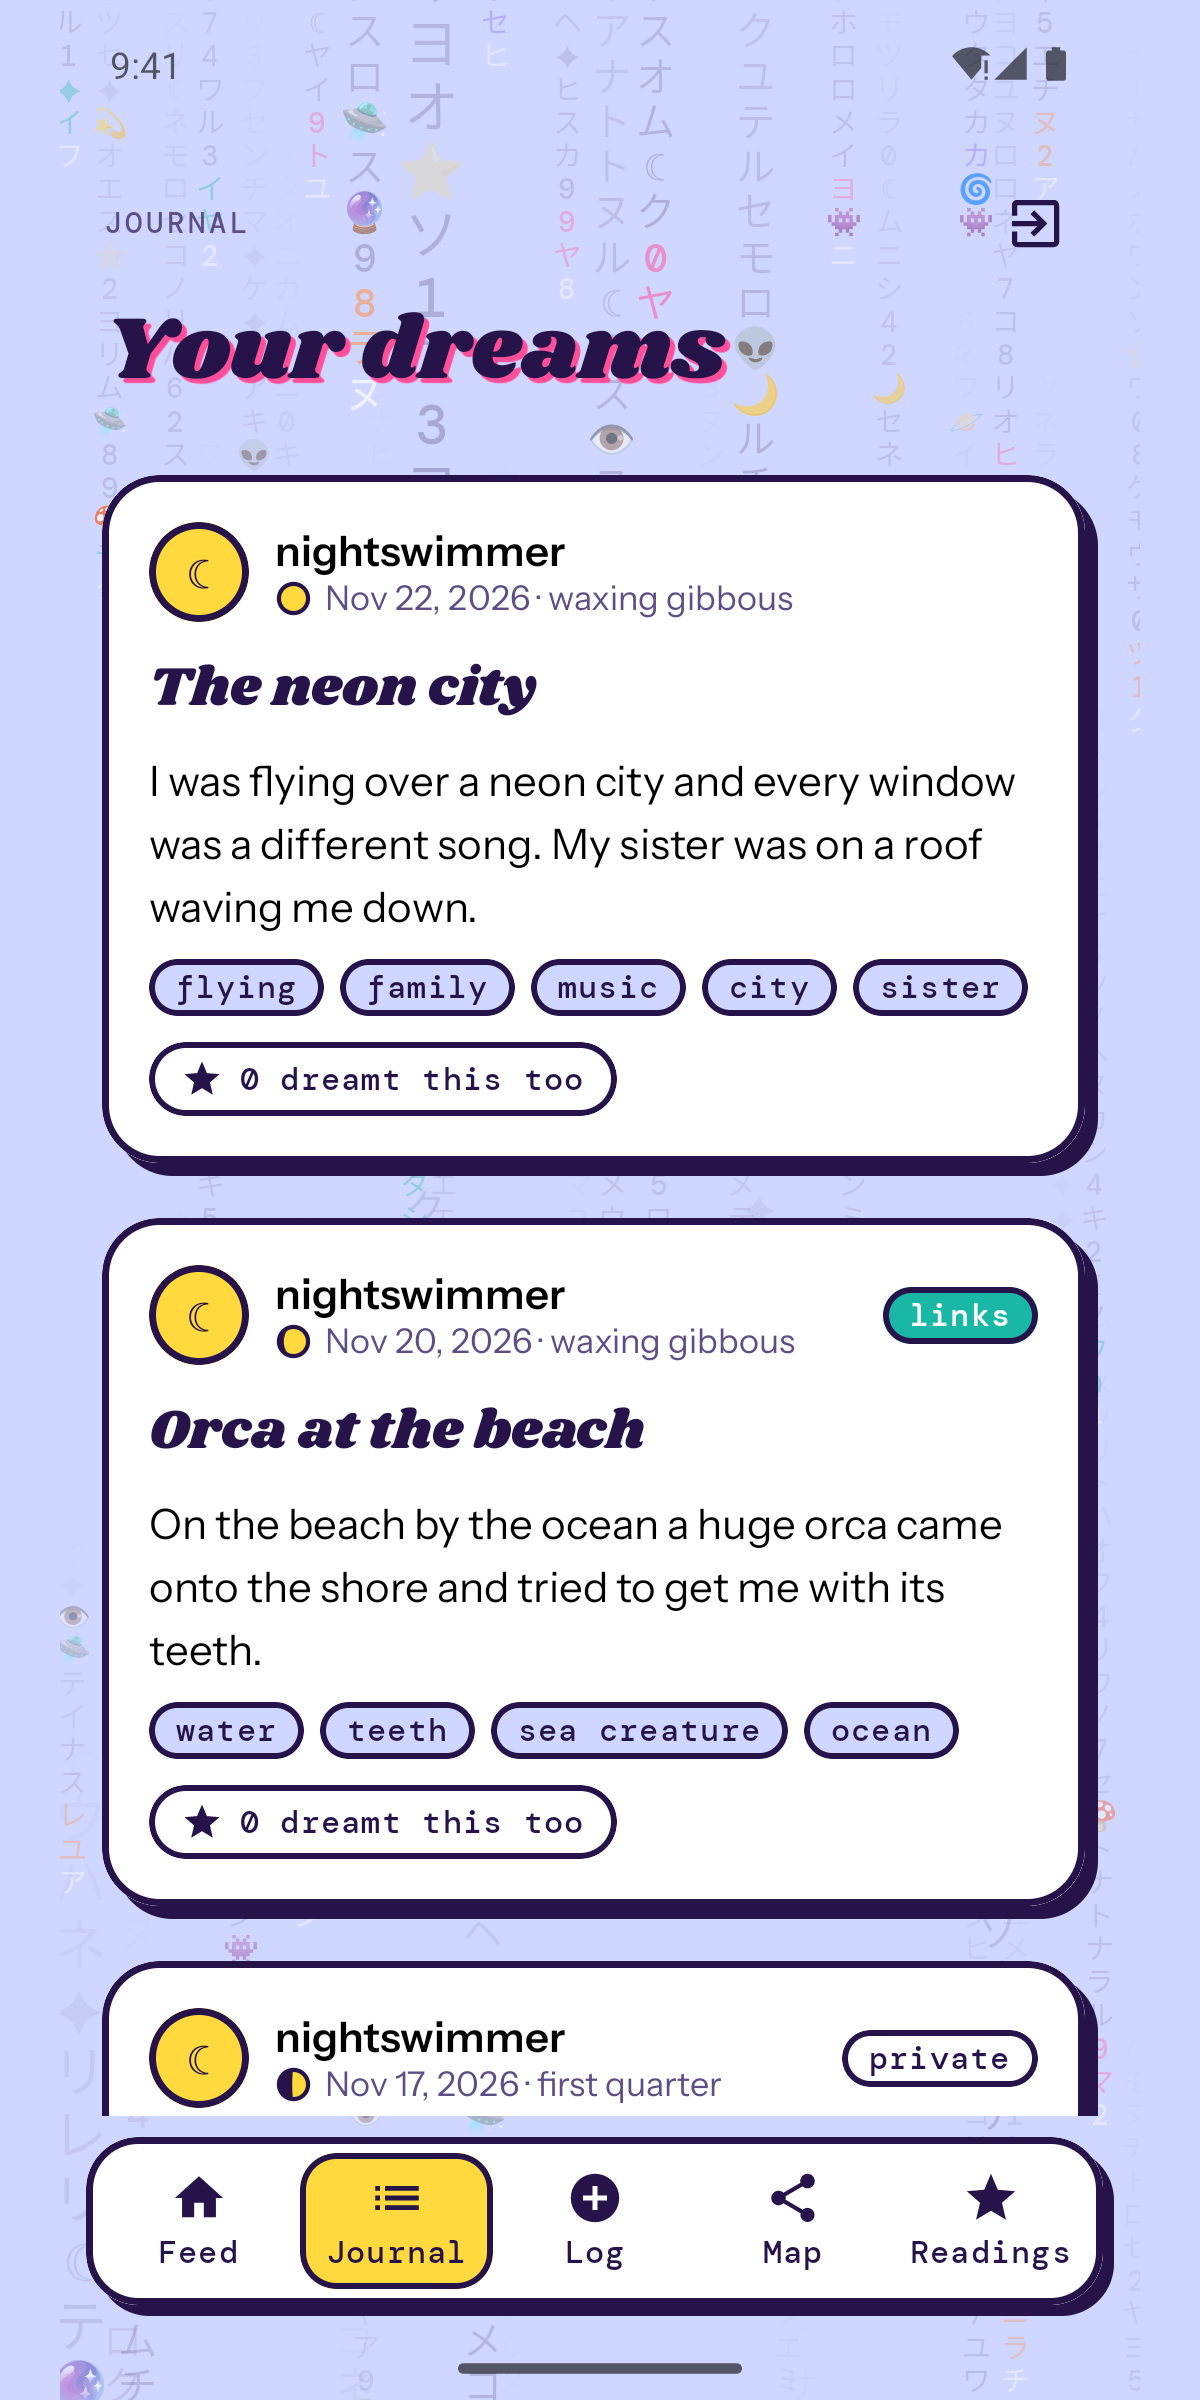 9:41
JOURNAL
Your dreams
nightswimmer
Nov 22, 2026 · waxing gibbous
The neon city
I was flying over a neon city and every window
was a different song. My sister was on a roof
waving me down.
flying family music city sister
★ 0 dreamt this too
nightswimmer
Nov 20, 2026 · waxing gibbous
links
Orca at the beach
On the beach by the ocean a huge orca came
onto the shore and tried to get me with its
teeth.
water teeth sea creature ocean
★ 0 dreamt this too
nightswimmer
Nov 17, 2026 · first quarter
private
Feed Journal Log Map Readings